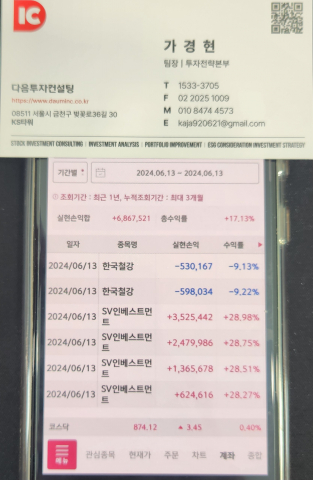 가 경 현
팀장 | 투자전략본부
다음투자컨설팅
https://www.dauminc.co.kr
08511 서울시 금천구 벚꽃로36길 30
KS타워
T 1533-3705
F 02 2025 1009
M 010 8474 4573
E kaja920621@gmail.com
STOCK INVESTMENT CONSULTING | INVESTMENT ANALYSIS | PORTFOLIO IMPROVEMENT | ESG CONSIDERATION INVESTMENT STRATEGY
기간별 2024.06.13 ~ 2024.06.13
조회기간 : 최근 1년, 누적조회기간 : 최대 3개월
실현손익합 +6,867,521 총수익률 +17.13%
일자 종목명 실현손익 수익률
2024/06/13 한국철강 -530,167 -9.13%
2024/06/13 한국철강 -598,034 -9.22%
2024/06/13 SV인베스트먼트 +3,525,442 +28.98%
2024/06/13 SV인베스트먼트 +2,479,986 +28.75%
2024/06/13 SV인베스트먼트 +1,365,678 +28.51%
2024/06/13 SV인베스트먼트 +624,616 +28.27%
코스닥 874.12 ▲ 3.45 0.40%
메뉴 관심종목 현재가 주문 차트 계좌 종합